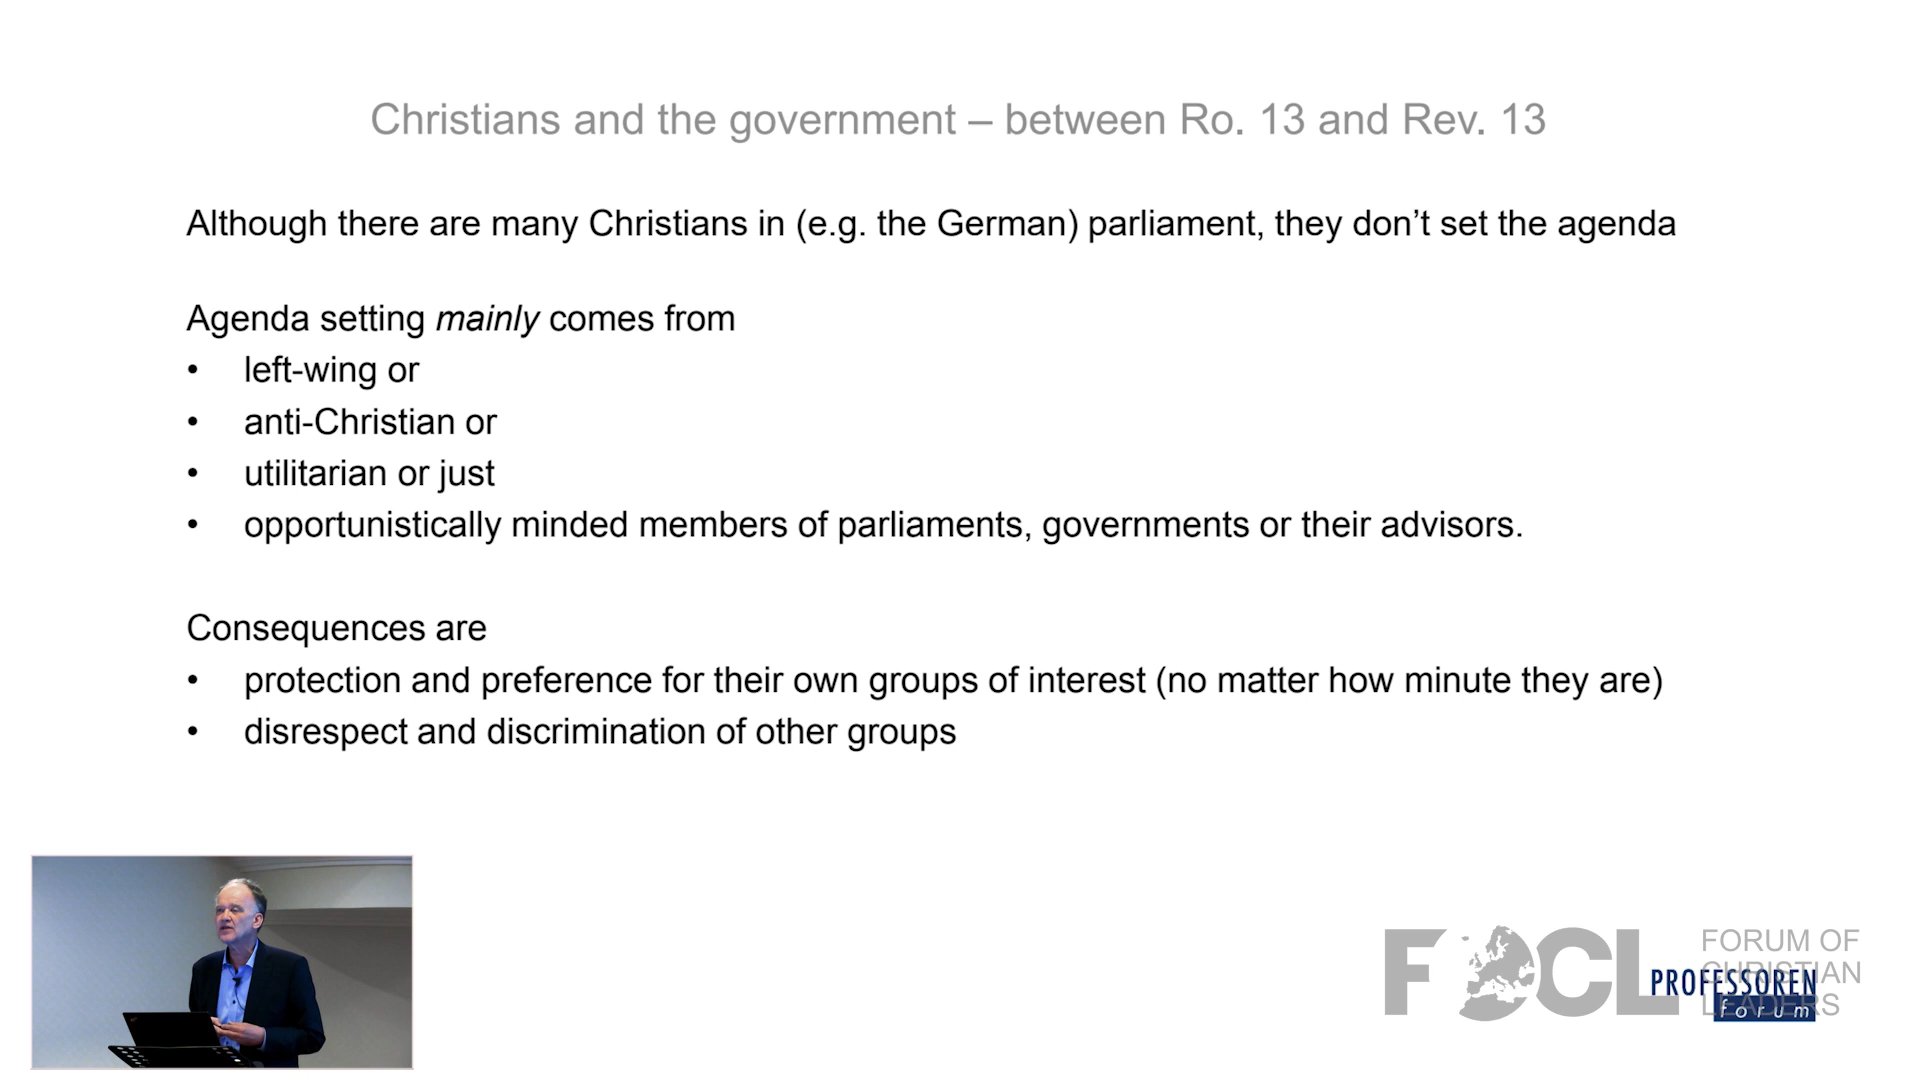 Christians and the government – between Ro. 13 and Rev. 13
Although there are many Christians in (e.g. the German) parliament, they don’t set the agenda
Agenda setting mainly comes from
• left-wing or
• anti-Christian or
• utilitarian or just
• opportunistically minded members of parliaments, governments or their advisors.
Consequences are
• protection and preference for their own groups of interest (no matter how minute they are)
• disrespect and discrimination of other groups
FOCL
FORUM OF
CHRISTIAN
LEADERS
PROFESSOREN
forum